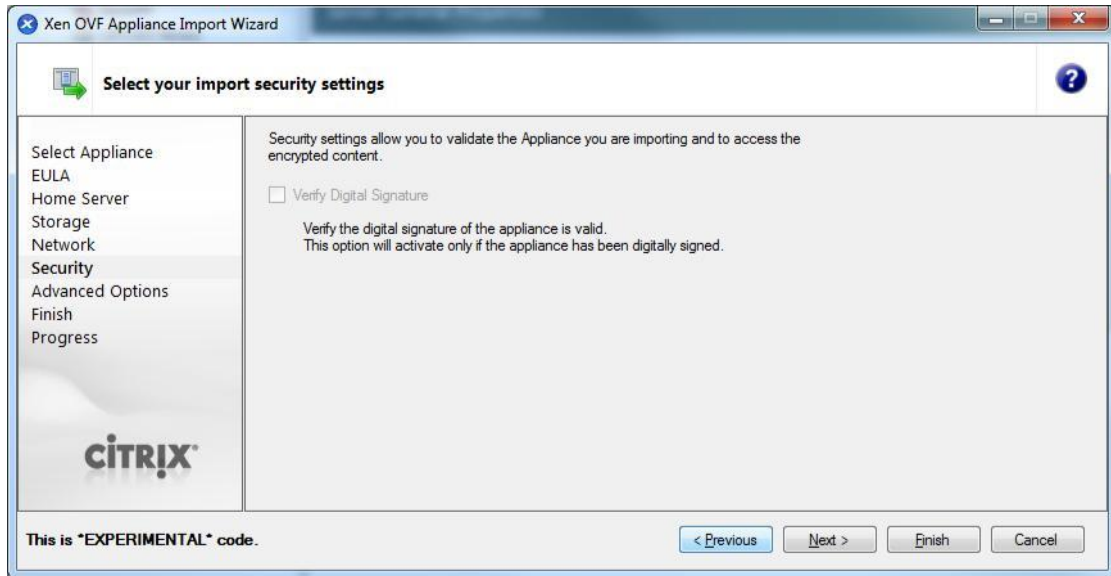 Xen OVF Appliance Import Wizard
Select your import security settings
?
Select Appliance
EULA
Home Server
Storage
Network
Security
Advanced Options
Finish
Progress
CİTRIX
Security settings allow you to validate the Appliance you are importing and to access the
encrypted content.
Verify Digital Signature
Verify the digital signature of the appliance is valid.
This option will activate only if the appliance has been digitally signed.
This is *EXPERIMENTAL* code.
< Previous
Next >
Finish
Cancel